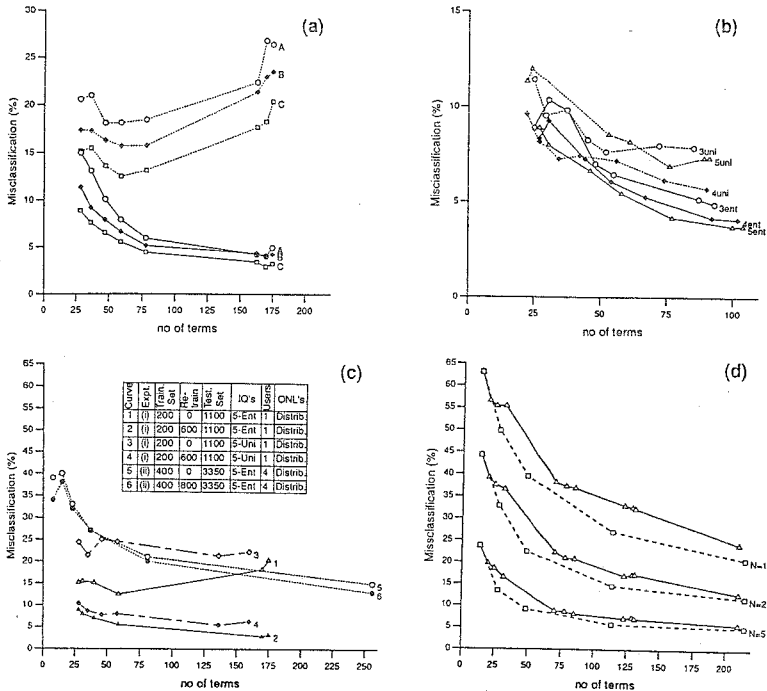 (a)
30
25
20
15
10
5
0
Misclassification (%)
A
B
C
A
B
C
0 25 50 75 100 125 150 175 200
no of terms
(b)
15
10
5
Misclassification (%)
3uni
5uni
4uni
3ent
4ent
5ent
0 25 50 75 100
no of terms
(c)
65
60
55
50
45
40
35
30
25
20
15
10
5
0
Misclassification (%)
Curve Expt. Train. Set Re-train Test. Set IQ's Users ONL's
1 (i) 200 0 1100 5-Ent 1 Distrib.
2 (i) 200 600 1100 5-Ent 1 Distrib.
3 (i) 200 0 1100 5-Uni 1 Distrib.
4 (i) 200 600 1100 5-Uni 1 Distrib.
5 (ii) 400 0 3350 5-Ent 4 Distrib.
6 (ii) 400 800 3350 5-Ent 4 Distrib.
3
1
5
6
4
2
0 25 50 75 100 125 150 175 200 225 250
no of terms
(d)
65
60
55
50
45
40
35
30
25
20
15
10
5
0
Missclassification (%)
N=1
N=2
N=5
0 25 50 75 100 125 150 175 200
no of terms